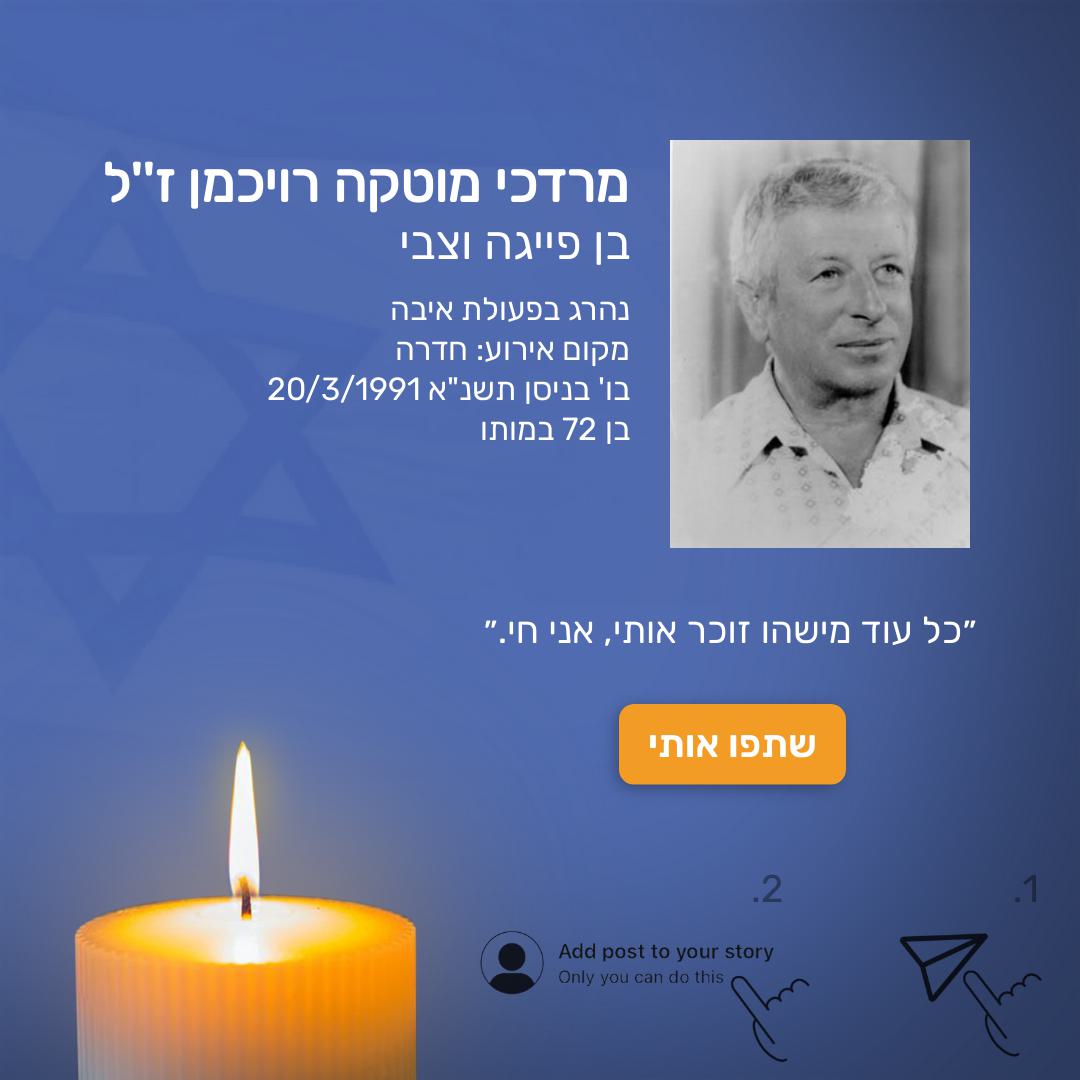 מרדכי מוטקה רויכמן ז"ל
בן פייגה וצבי
נהרג בפעולת איבה
מקום אירוע: חדרה
בו' בניסן תשנ"א 20/3/1991
בן 72 במותו
״כל עוד מישהו זוכר אותי, אני חי.״
שתפו אותי
1.
2.
Add post to your story
Only you can do this